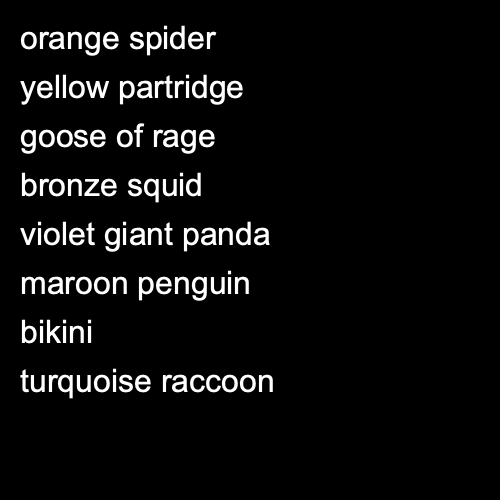 orange spider
yellow partridge
goose of rage
bronze squid
violet giant panda
maroon penguin
bikini
turquoise raccoon